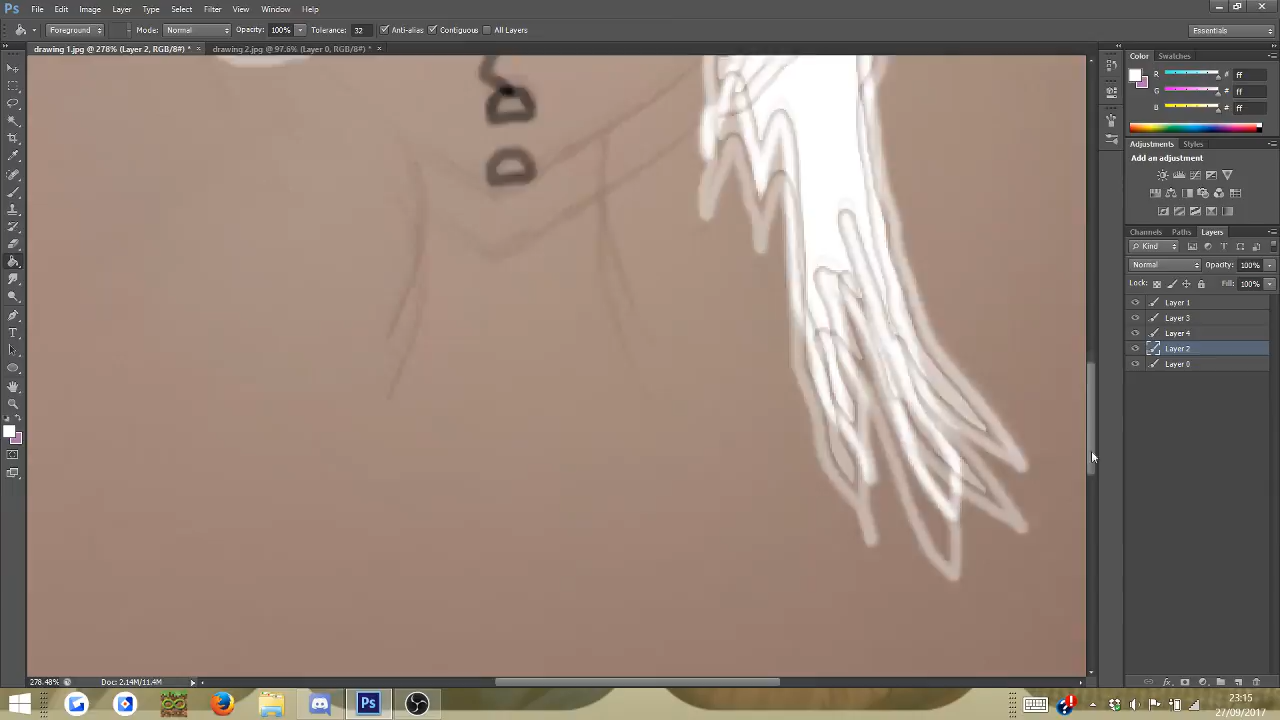 Ps File Edit Image Layer Type Select Filter View Window Help
Foreground Mode: Normal Opacity: 100% Tolerance: 32 Anti-alias Contiguous All Layers Essentials
drawing 1.jpg @ 278% (Layer 2, RGB/8#) * × drawing 2.jpg @ 97.6% (Layer 0, RGB/8#) * ×
Color Swatches
R ff
G ff
B ff
Adjustments Styles
Add an adjustment
Channels Paths Layers
Kind
Normal Opacity: 100%
Lock: Fill: 100%
Layer 1
Layer 3
Layer 4
Layer 2
Layer 0
278.48% Doc: 2.14M/11.4M
Ps 23:15
27/09/2017